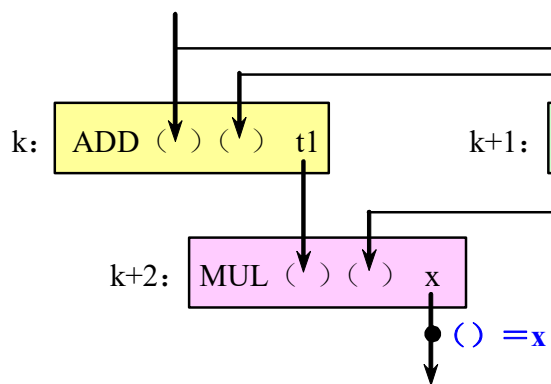 k： ADD（ ）（ ） t1 k+1：
k+2： MUL（ ）（ ） x
（）＝x